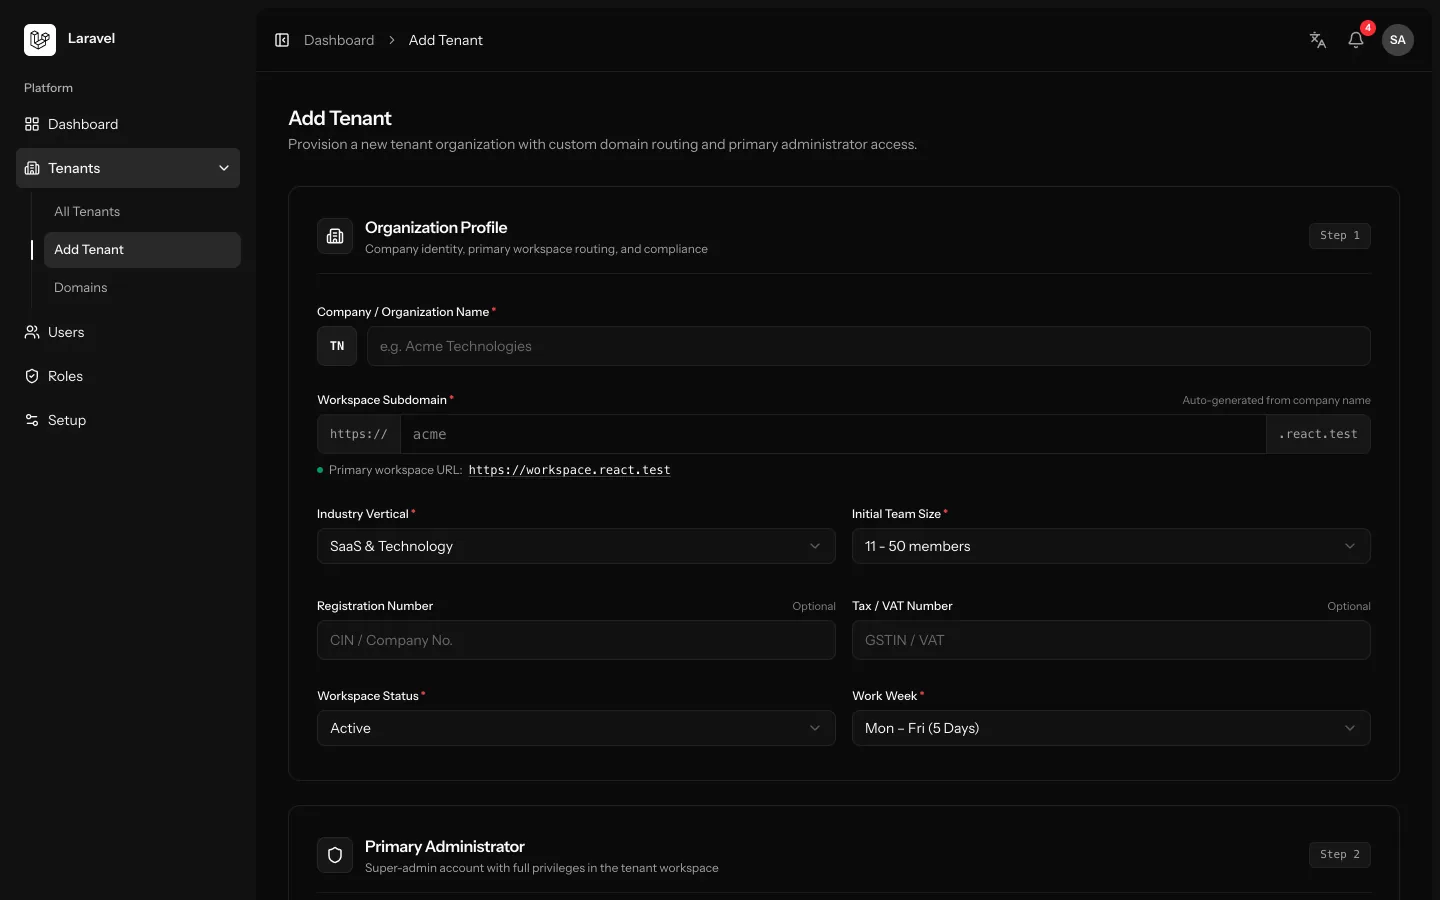 Laravel
Dashboard > Add Tenant
4
SA
Platform
Dashboard
Tenants
All Tenants
Add Tenant
Domains
Users
Roles
Setup
Add Tenant
Provision a new tenant organization with custom domain routing and primary administrator access.
Organization Profile
Company identity, primary workspace routing, and compliance
Step 1
Company / Organization Name *
TN
e.g. Acme Technologies
Workspace Subdomain *
Auto-generated from company name
https://
acme
.react.test
Primary workspace URL: https://workspace.react.test
Industry Vertical *
Initial Team Size *
SaaS & Technology
11 - 50 members
Registration Number
Optional
Tax / VAT Number
Optional
CIN / Company No.
GSTIN / VAT
Workspace Status *
Work Week *
Active
Mon – Fri (5 Days)
Primary Administrator
Super-admin account with full privileges in the tenant workspace
Step 2